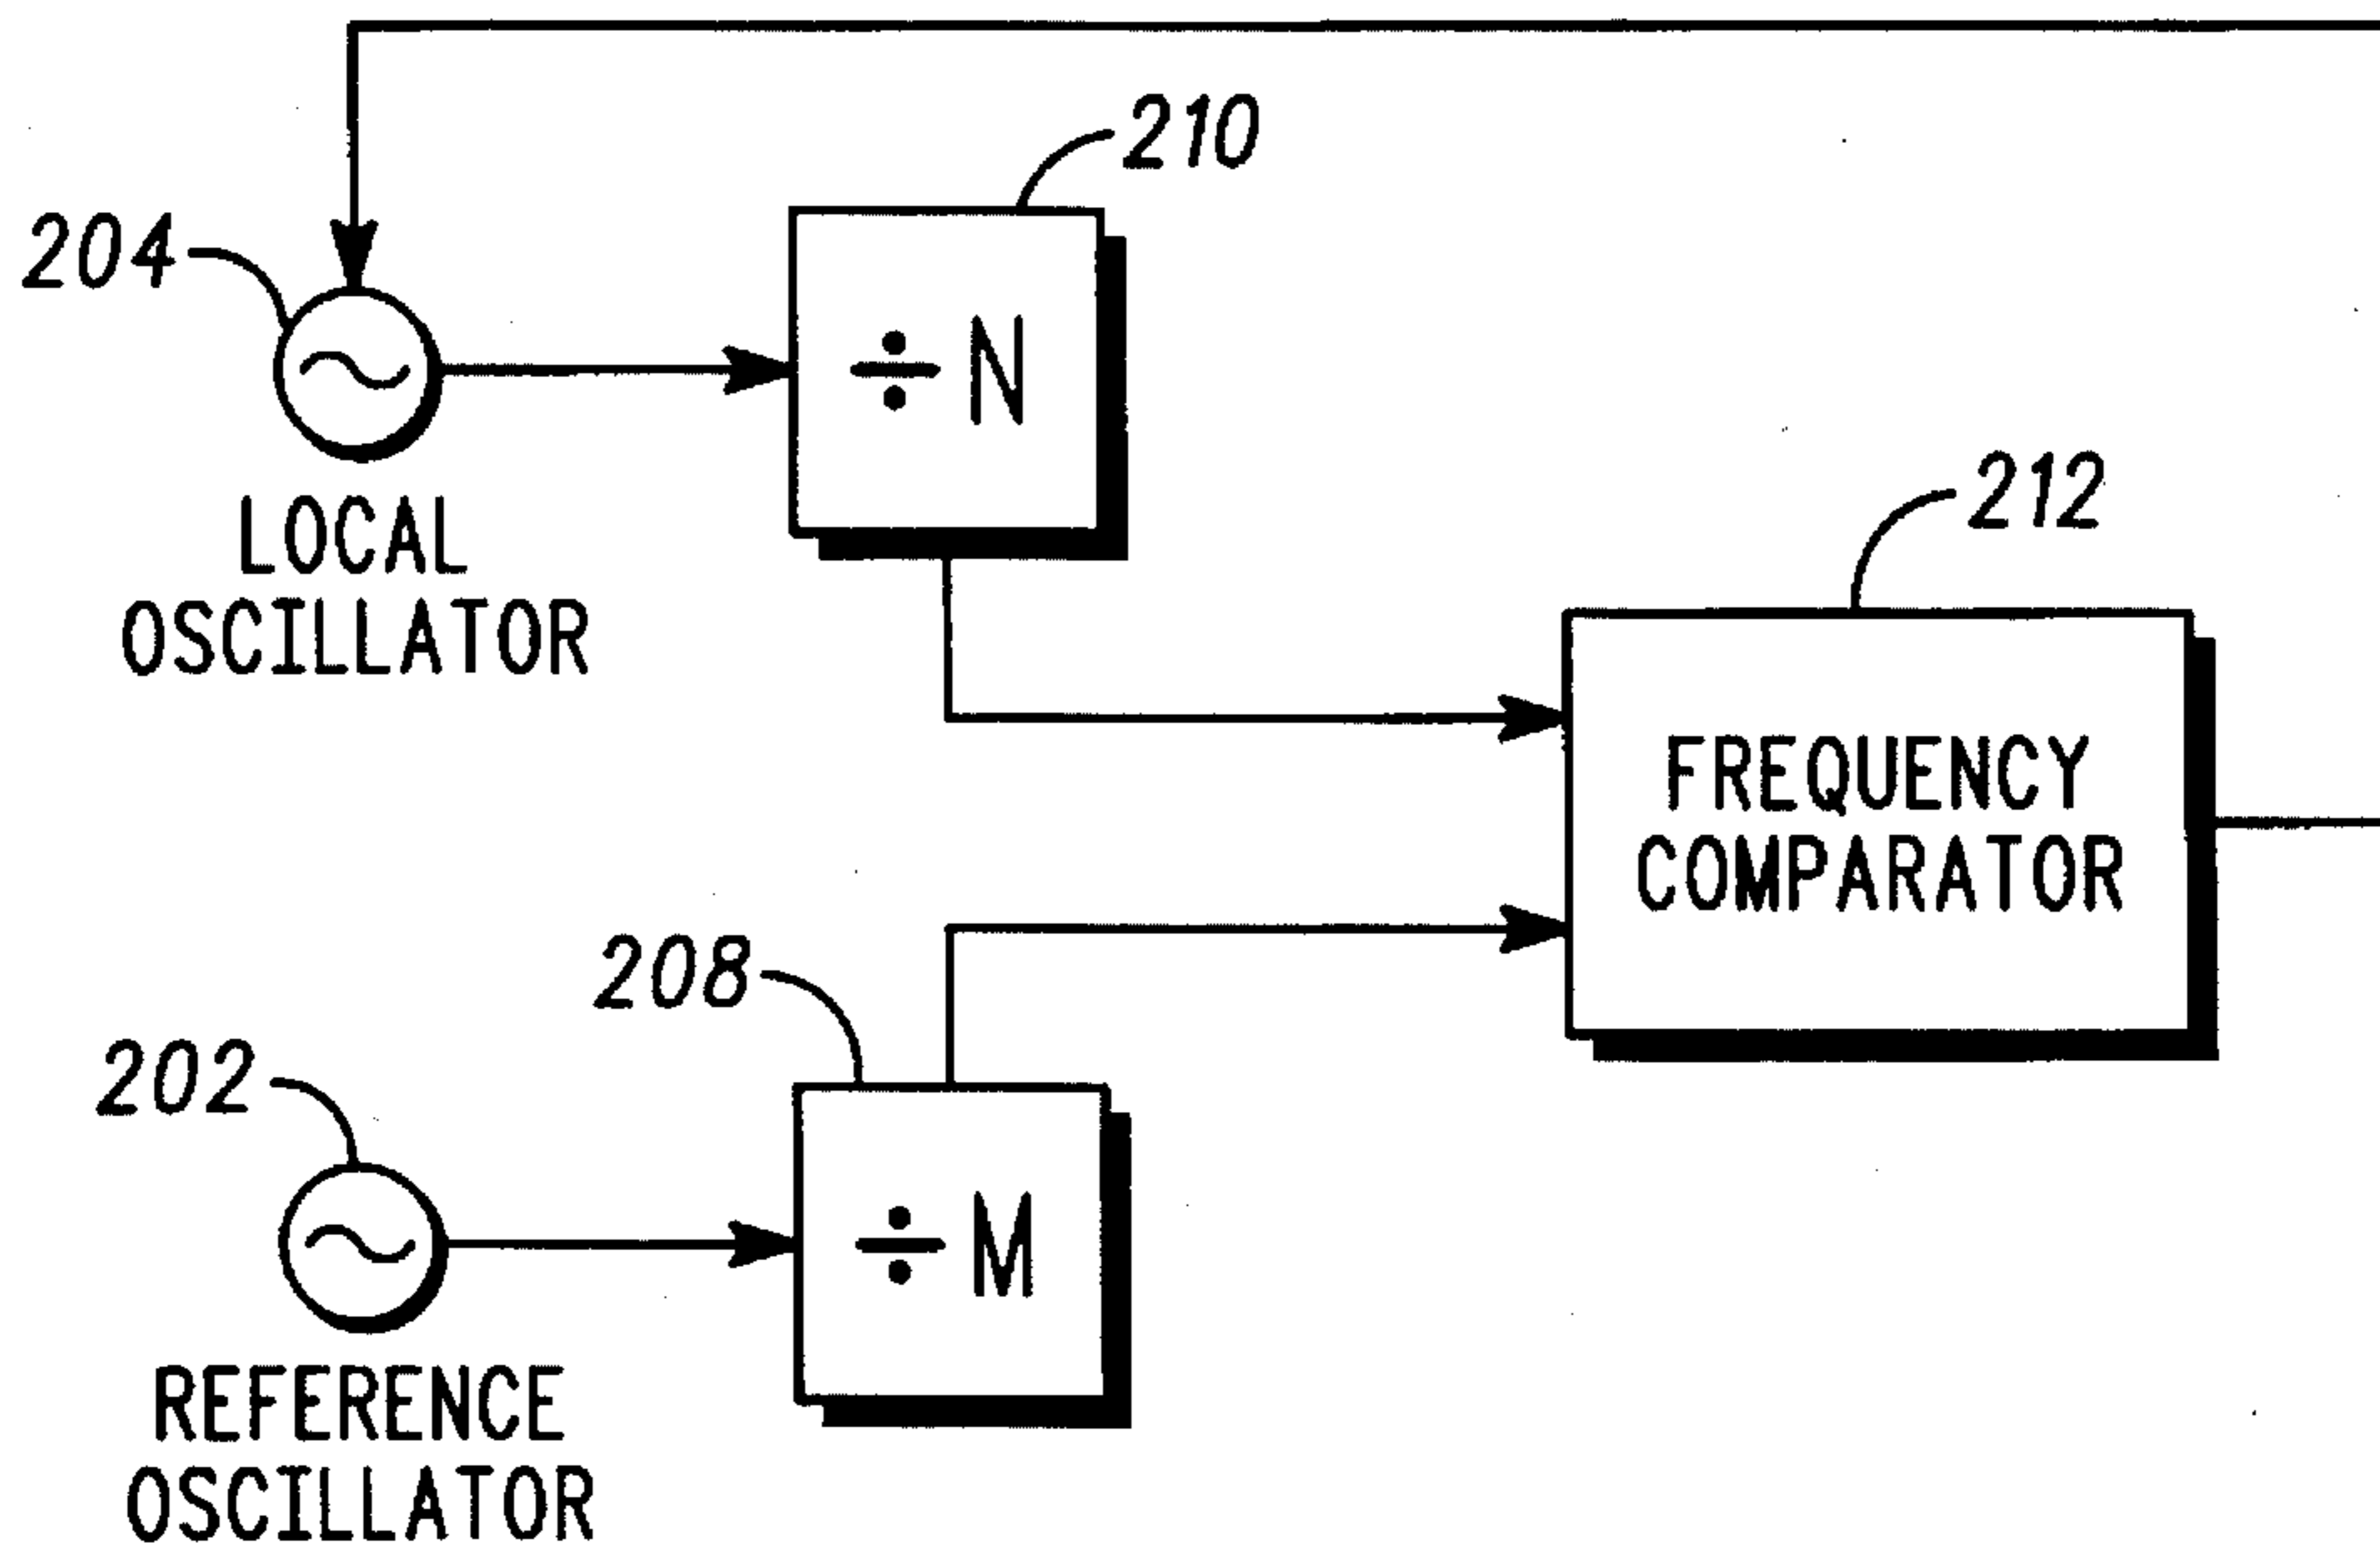 210
204
÷ N
LOCAL
OSCILLATOR
212
FREQUENCY
COMPARATOR
208
202
÷ M
REFERENCE
OSCILLATOR